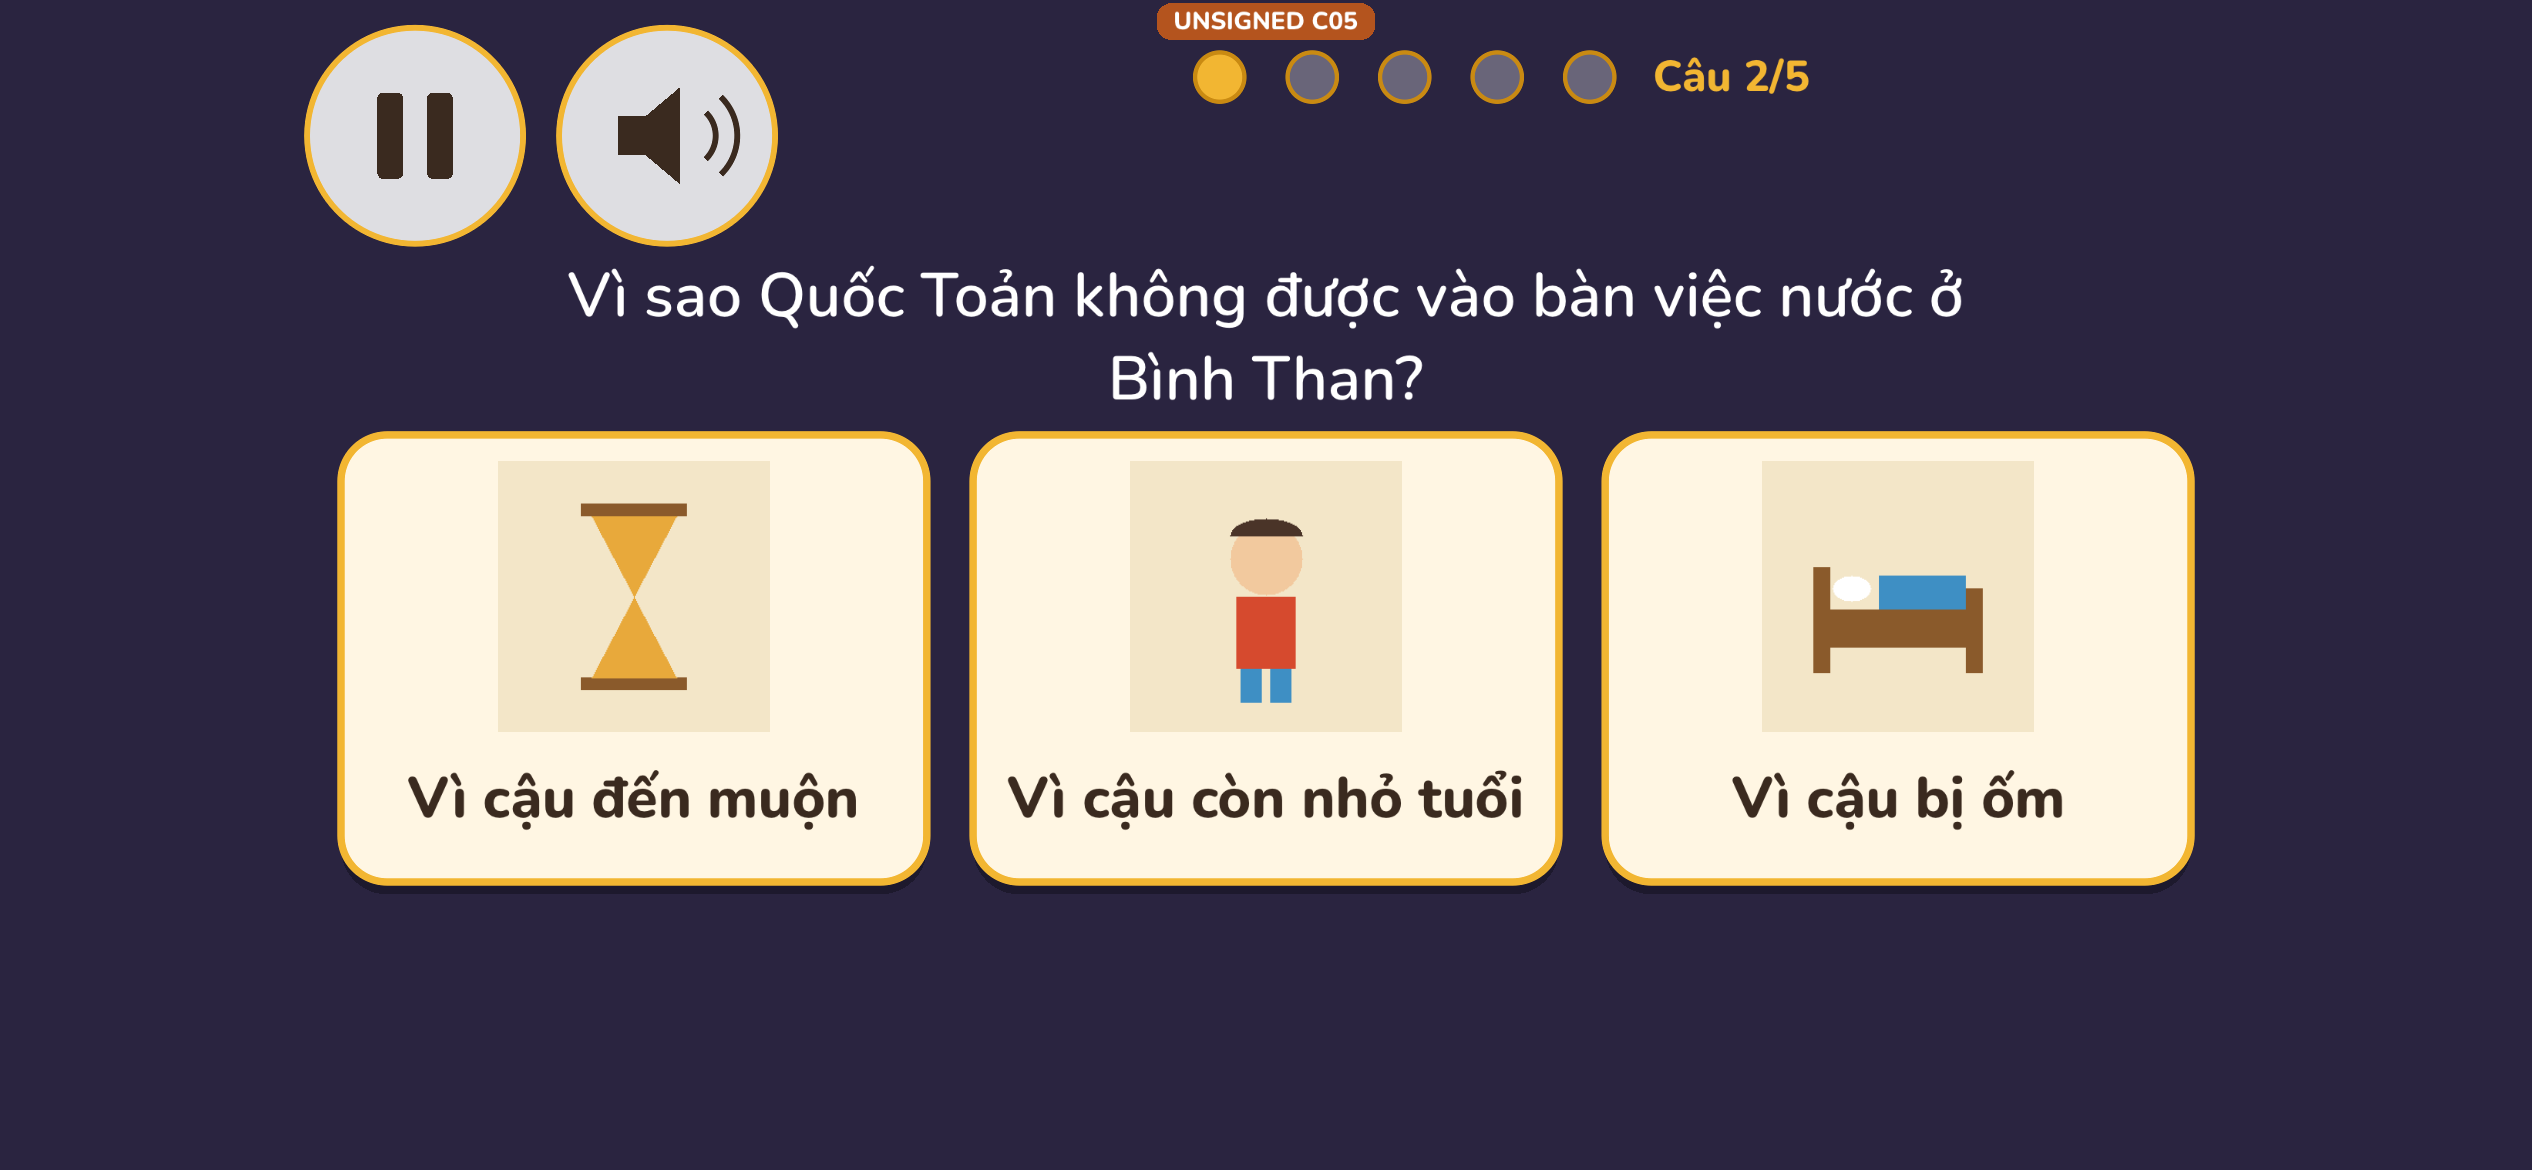 UNSIGNED C05
Câu 2/5
Vì sao Quốc Toản không được vào bàn việc nước ở
Bình Than?
Vì cậu đến muộn
Vì cậu còn nhỏ tuổi
Vì cậu bị ốm